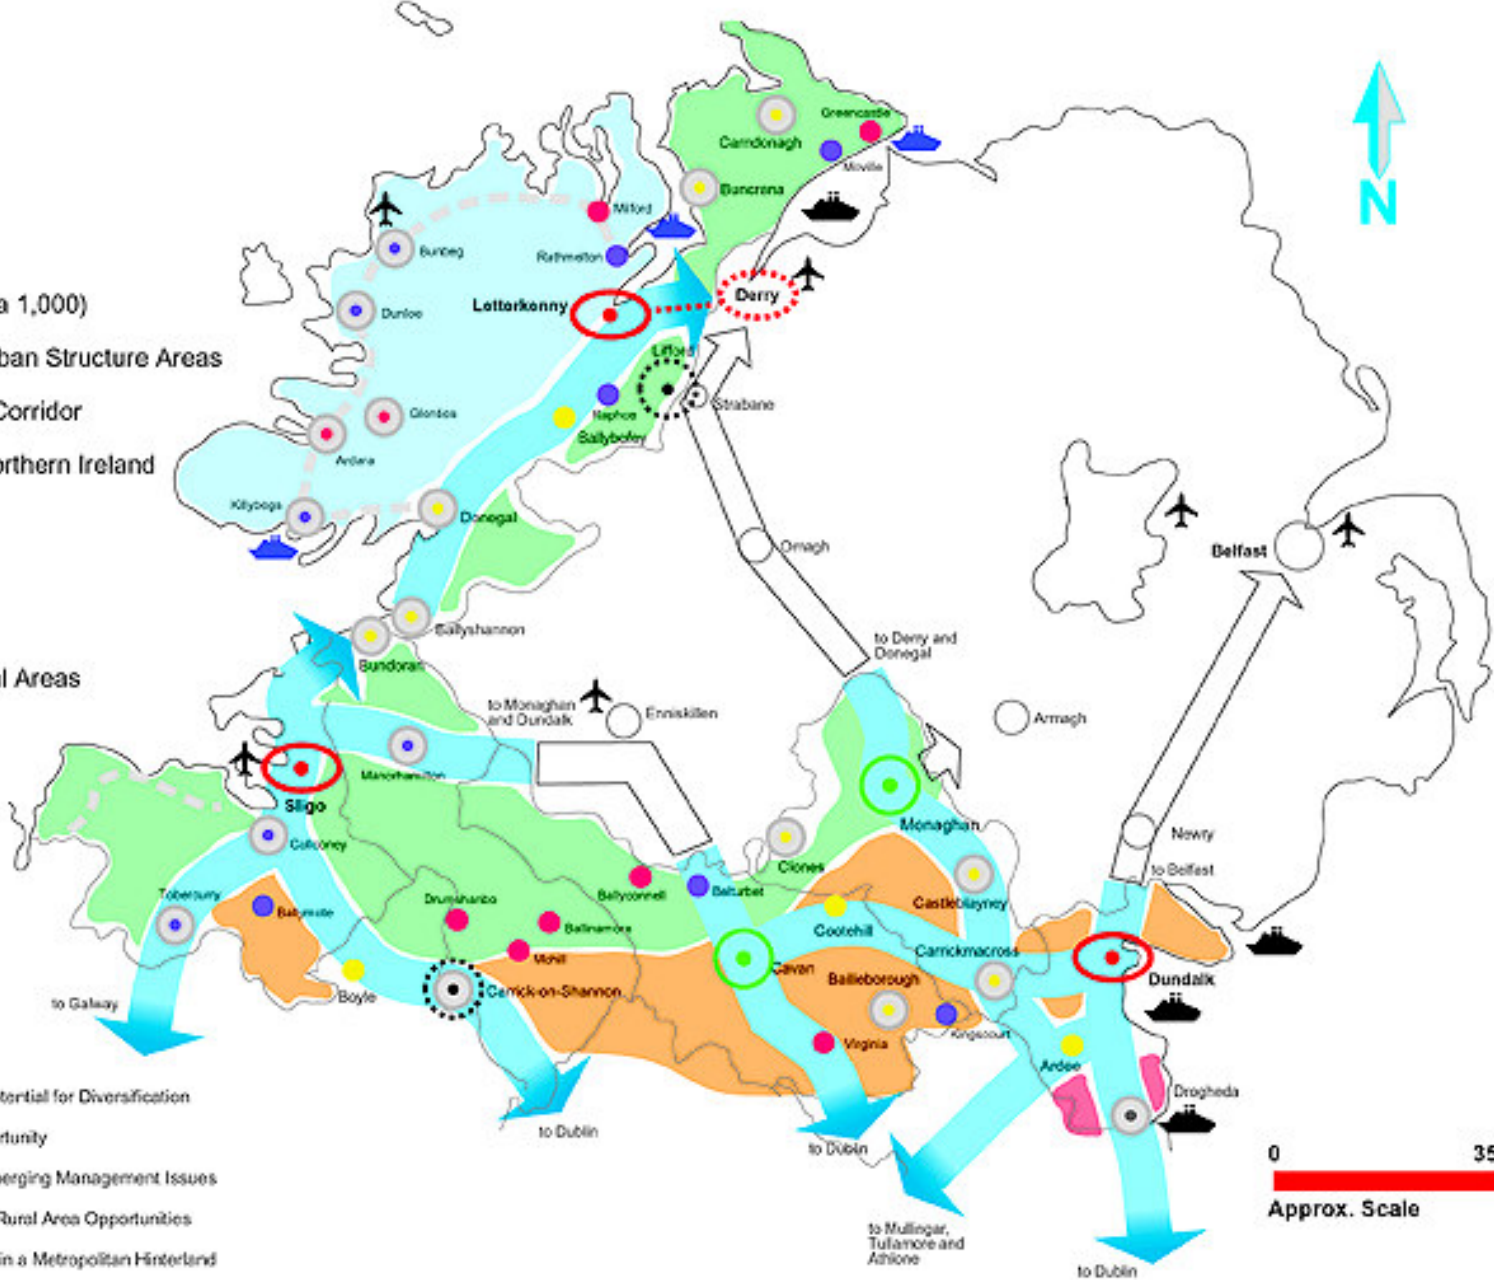 Greencastle
Carndonagh
Moville
Buncrana
Milford
Bunbeg
Rathmelton
N
a 1,000)
Dungloe
Letterkenny
Derry
ban Structure Areas
Lifford
Strabane
Corridor
Glenties
Raphoe
Ballybofey
orthern Ireland
Ardara
Killybegs
Donegal
Omagh
Belfast
Ballyshannon
to Derry and
Donegal
Bundoran
l Areas
to Monaghan
and Dundalk
Enniskillen
Armagh
Manorhamilton
Sligo
Monaghan
Newry
Collooney
Clones
to Belfast
Tobercurry
Ballymote
Drumshanbo
Ballyconnell
Belturbet
Castleblayney
Ballinamore
Cootehill
Mohill
Carrickmacross
Cavan
Bailieborough
Dundalk
Boyle
Carrick-on-Shannon
to Galway
Kingscourt
Virginia
Ardee
Drogheda
tential for Diversification
to Dublin
rtunity
to Dublin
0 35
erging Management Issues
Approx. Scale
Rural Area Opportunities
to Mullingar,
Tullamore and
Athlone
in a Metropolitan Hinterland
to Dublin